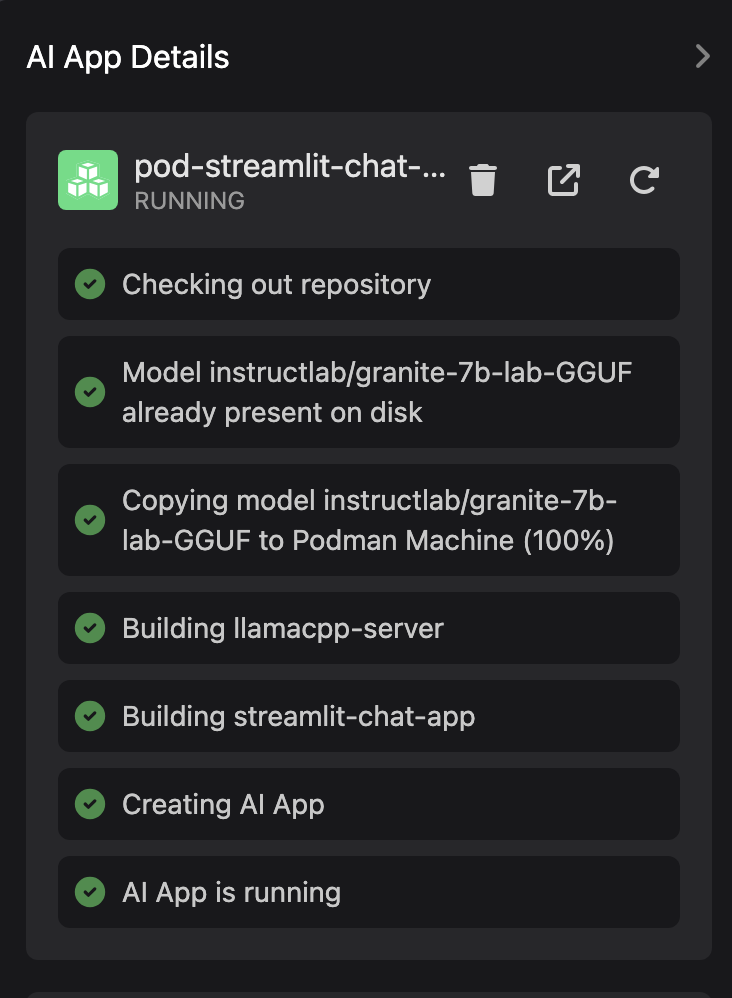 AI App Details
pod-streamlit-chat-...
RUNNING
Checking out repository
Model instructlab/granite-7b-lab-GGUF
already present on disk
Copying model instructlab/granite-7b-
lab-GGUF to Podman Machine (100%)
Building llamacpp-server
Building streamlit-chat-app
Creating AI App
AI App is running